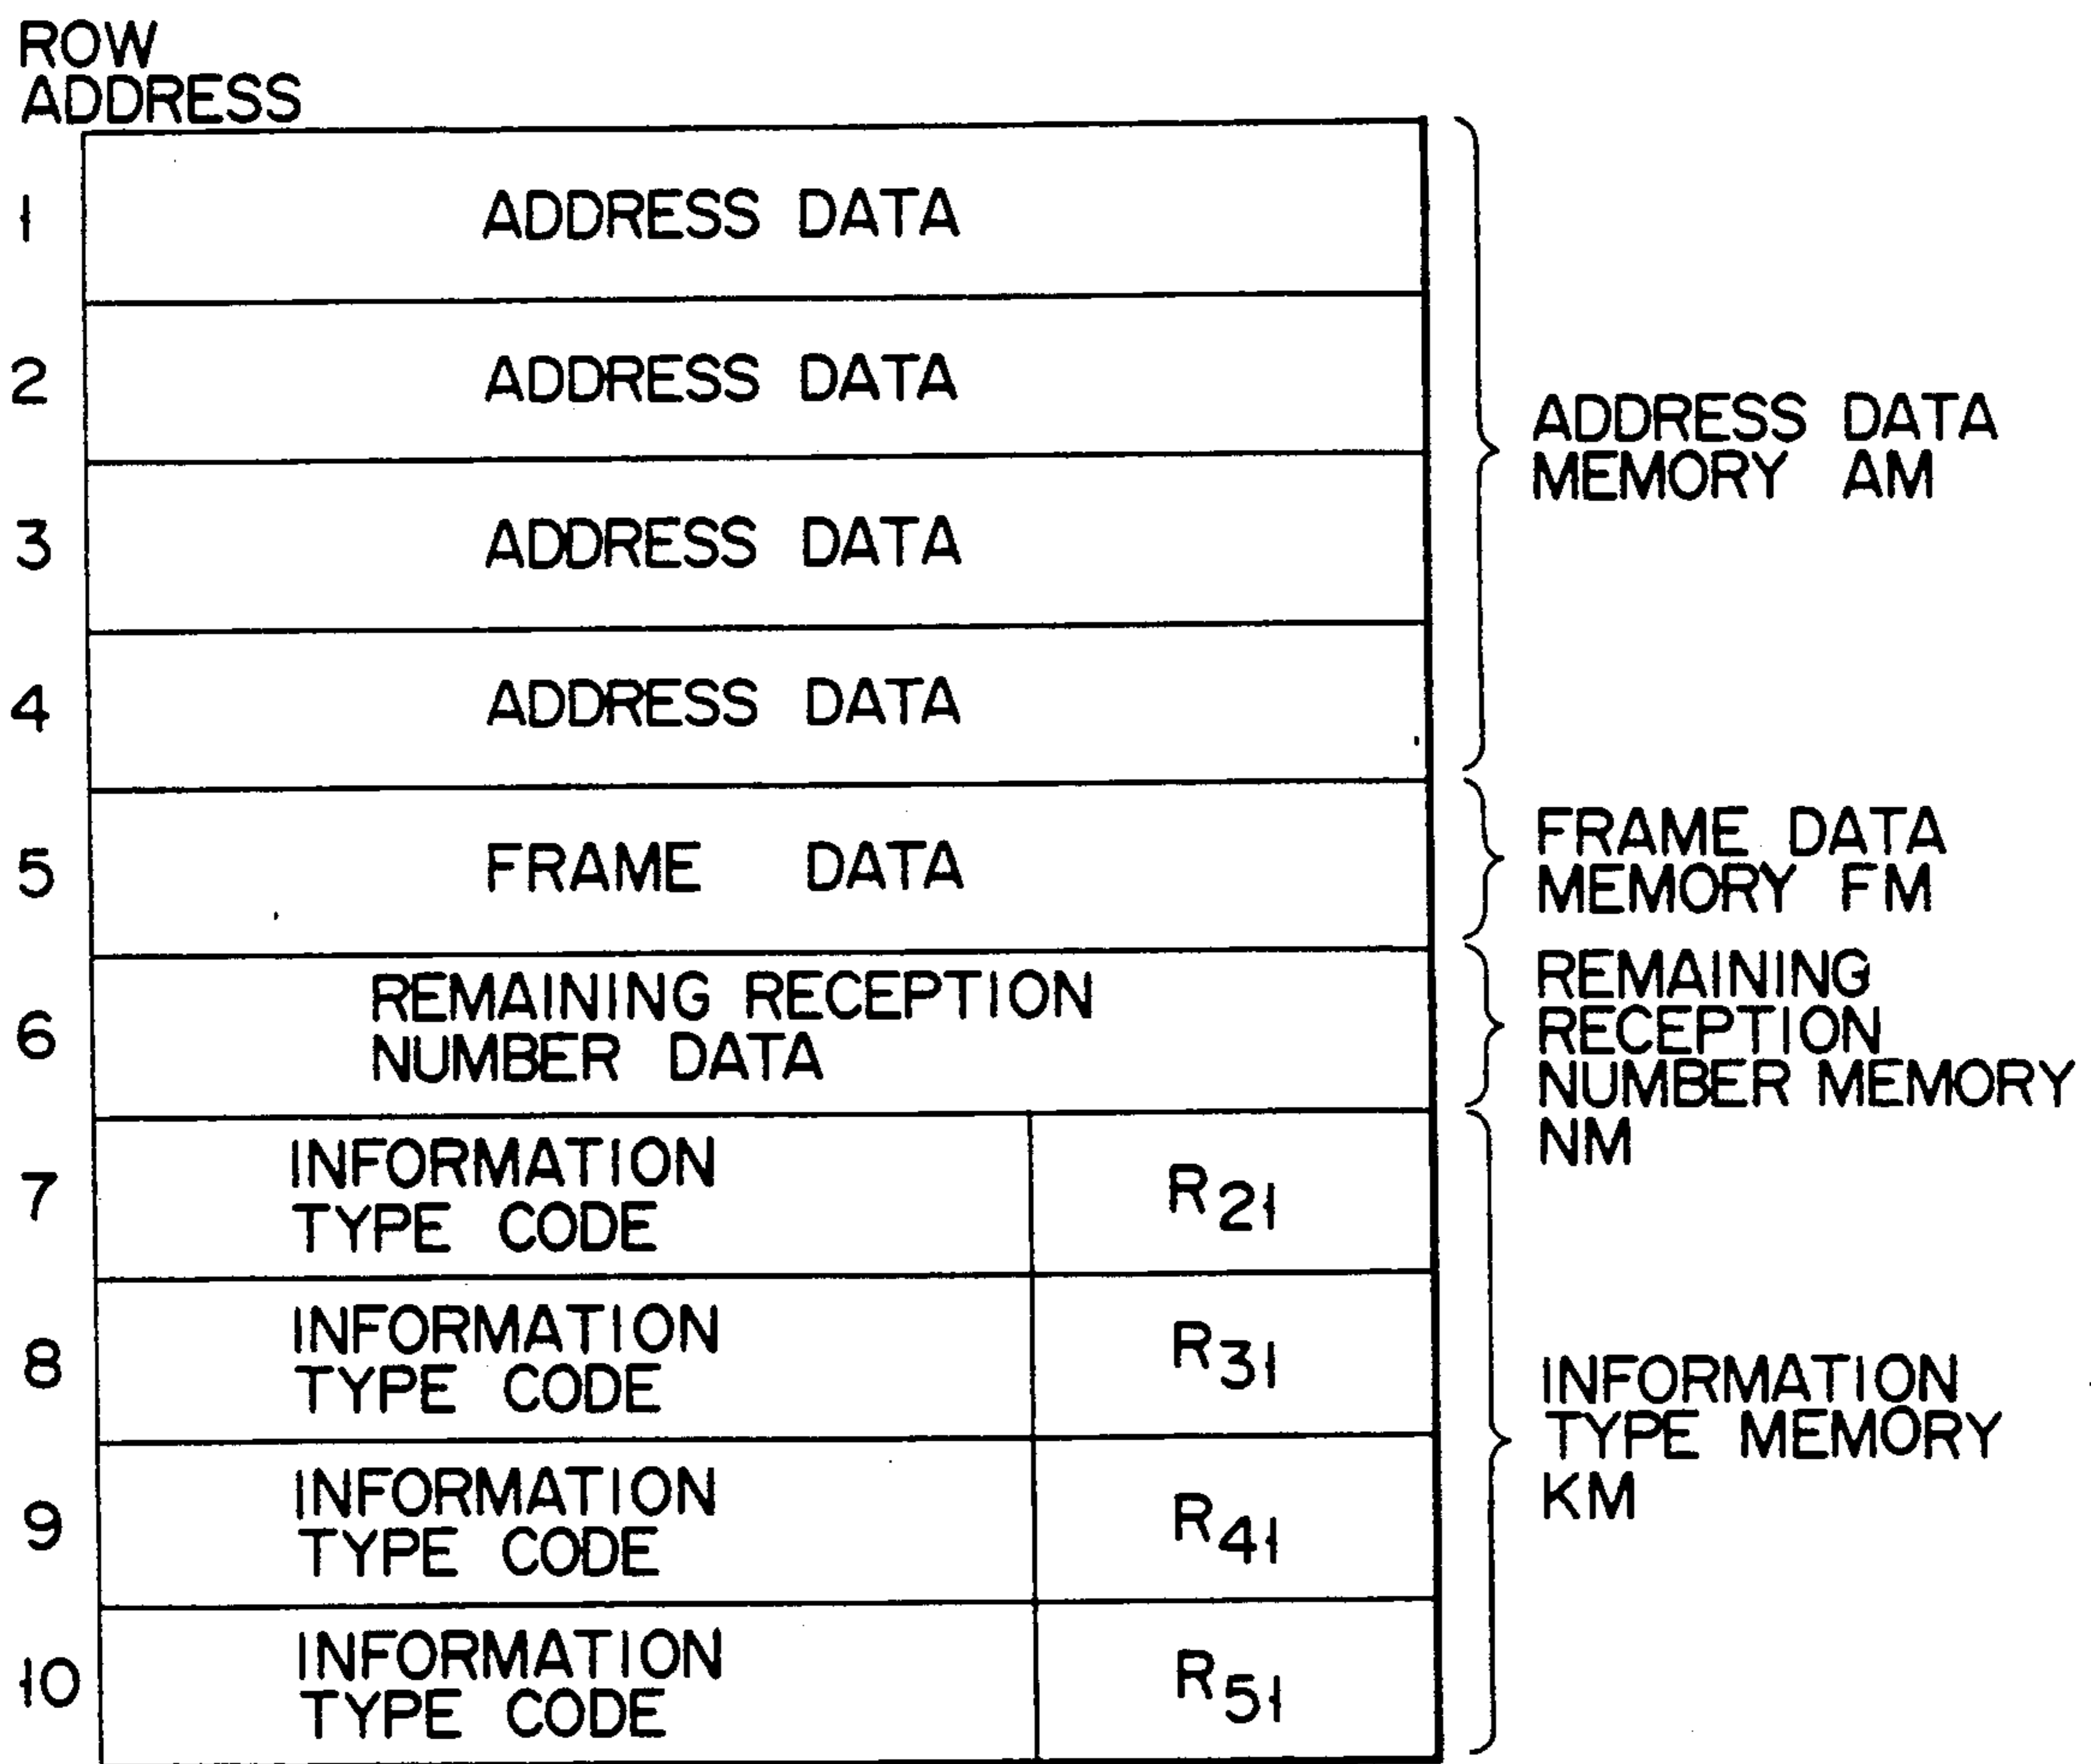 ROW
ADDRESS
1
ADDRESS DATA
2
ADDRESS DATA
3
ADDRESS DATA
4
ADDRESS DATA
ADDRESS DATA
MEMORY AM
5
FRAME DATA
FRAME DATA
MEMORY FM
6
REMAINING RECEPTION
NUMBER DATA
REMAINING
RECEPTION
NUMBER MEMORY
NM
7
INFORMATION
TYPE CODE
R21
8
INFORMATION
TYPE CODE
R31
9
INFORMATION
TYPE CODE
R41
10
INFORMATION
TYPE CODE
R51
INFORMATION
TYPE MEMORY
KM